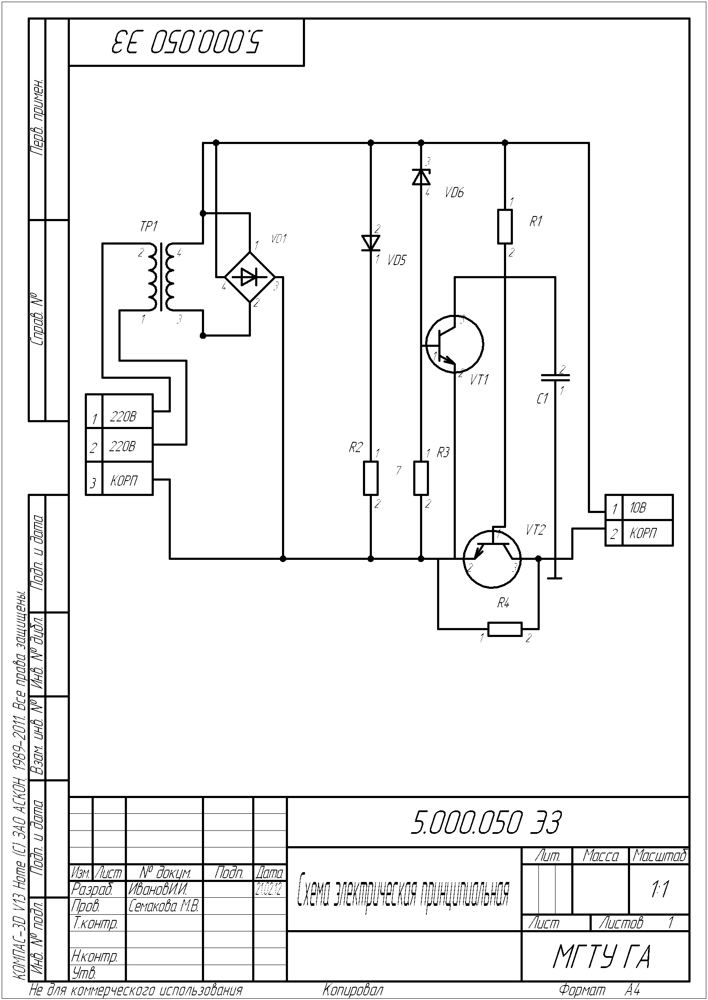 5.000.050 Э3
Перв. примен.
Справ. №
Подп. и дата
Инв. № дубл.
Взам. инв. №
Подп. и дата
Инв. № подл.
КОМПАС-3D V13 Home (C) ЗАО АСКОН, 1989-2011. Все права защищены.
3
4
VD6
1
R1
2
ТР1
2
4
1
3
VD1
1
4
3
2
2
VD5
1
3
1
2
VT1
2
1
C1
1 220В
2 220В
3 КОРП
R2
1
2
7
1
R3
2
1 10В
2 КОРП
VT2
1
2
3
R4
1
2
5.000.050 Э3
Изм. Лист № докум. Подп. Дата
Разраб. ИвановИ.И. 21.02.12
Пров. Семакова М.В.
Т.контр.
Н.контр.
Утв.
Схема электрическая принципиальная
Лит. Масса Масштаб
1:1
Лист Листов 1
МГТУ ГА
Не для коммерческого использования Копировал Формат А4